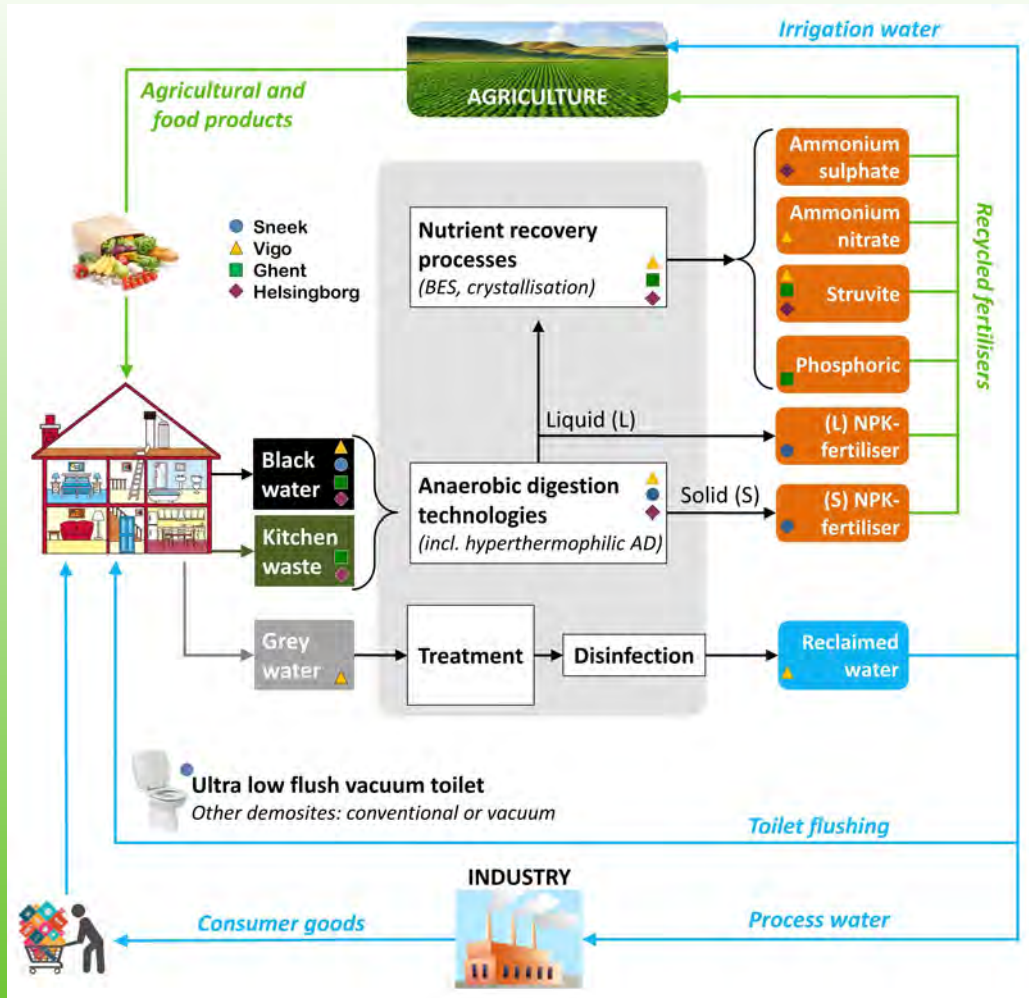 Irrigation water
AGRICULTURE
Agricultural and
food products
Sneek
Vigo
Ghent
Helsingborg
Nutrient recovery
processes
(BES, crystallisation)
Ammonium
sulphate
Ammonium
nitrate
Struvite
Phosphoric
Recycled fertilisers
Liquid (L)
(L) NPK-
fertiliser
Black
water
Anaerobic digestion
technologies
(incl. hyperthermophilic AD)
Solid (S)
(S) NPK-
fertiliser
Kitchen
waste
Grey
water
Treatment
Disinfection
Reclaimed
water
Ultra low flush vacuum toilet
Other demosites: conventional or vacuum
Toilet flushing
INDUSTRY
Consumer goods
Process water